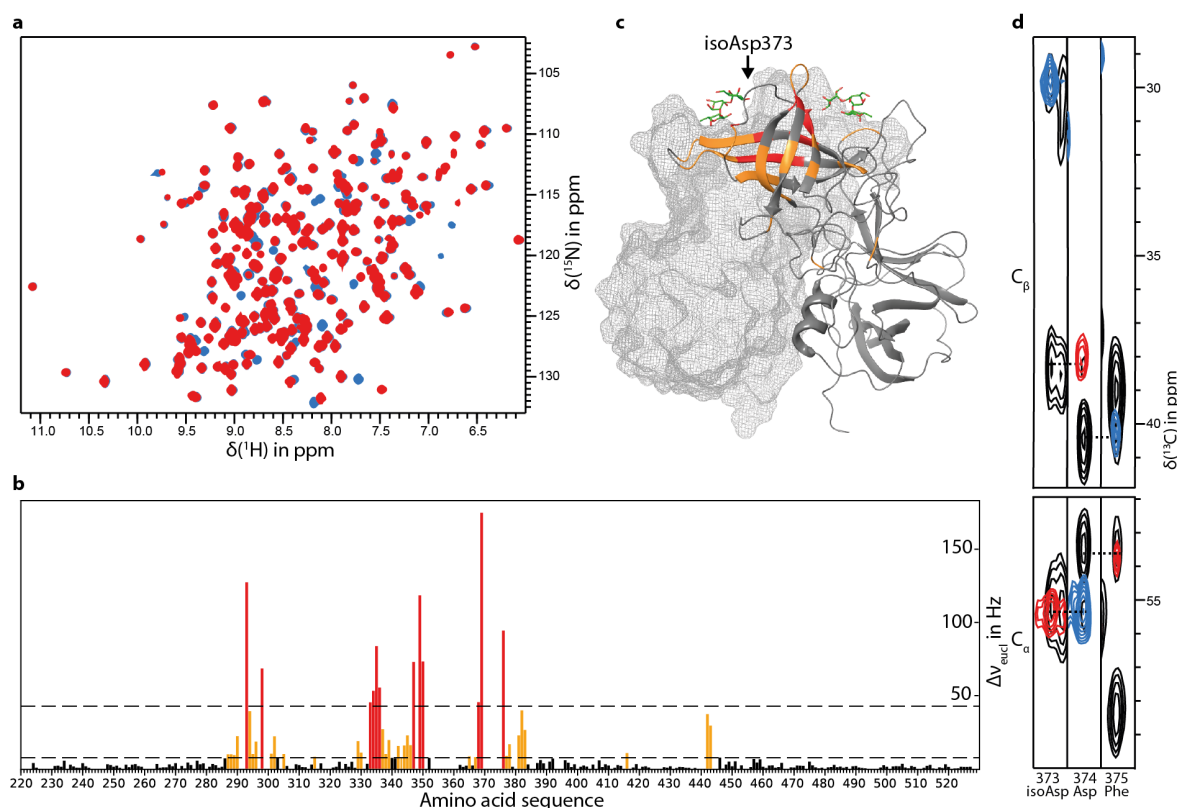 a
105
110
115
120
125
130
δ(¹⁵N) in ppm
11.0 10.5 10.0 9.5 9.0 8.5 8.0 7.5 7.0 6.5
δ(¹H) in ppm
b
150
100
50
Δν eucl in Hz
220 230 240 250 260 270 280 290 300 310 320 330 340 350 360 370 380 390 400 410 420 430 440 450 460 470 480 490 500 510 520
Amino acid sequence
c
isoAsp373
d
30
35
40
Cβ
δ(¹³C) in ppm
55
Cα
373 374 375
isoAsp Asp Phe